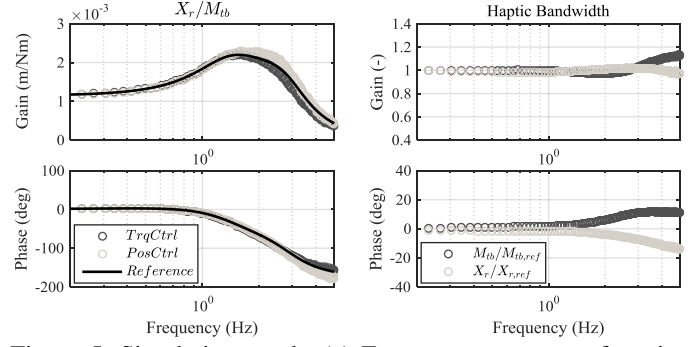 ×10⁻³
X_r/M_tb
3
2
1
0
Gain (m/Nm)
10⁰
100
0
-100
-200
Phase (deg)
TrqCtrl
PosCtrl
Reference
10⁰
Frequency (Hz)
Haptic Bandwidth
1.4
1.2
1.0
0.8
0.6
0.4
Gain (-)
10⁰
40
20
0
-20
-40
Phase (deg)
M_tb/M_tb,ref
X_r/X_r,ref
10⁰
Frequency (Hz)